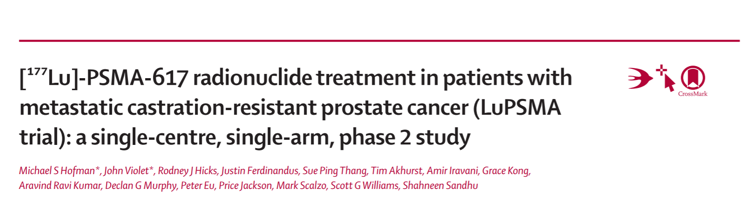 [¹⁷⁷Lu]-PSMA-617 radionuclide treatment in patients with
metastatic castration-resistant prostate cancer (LuPSMA
trial): a single-centre, single-arm, phase 2 study
CrossMark
Michael S Hofman*, John Violet*, Rodney J Hicks, Justin Ferdinandus, Sue Ping Thang, Tim Akhurst, Amir Iravani, Grace Kong,
Aravind Ravi Kumar, Declan G Murphy, Peter Eu, Price Jackson, Mark Scalzo, Scott G Williams, Shahneen Sandhu